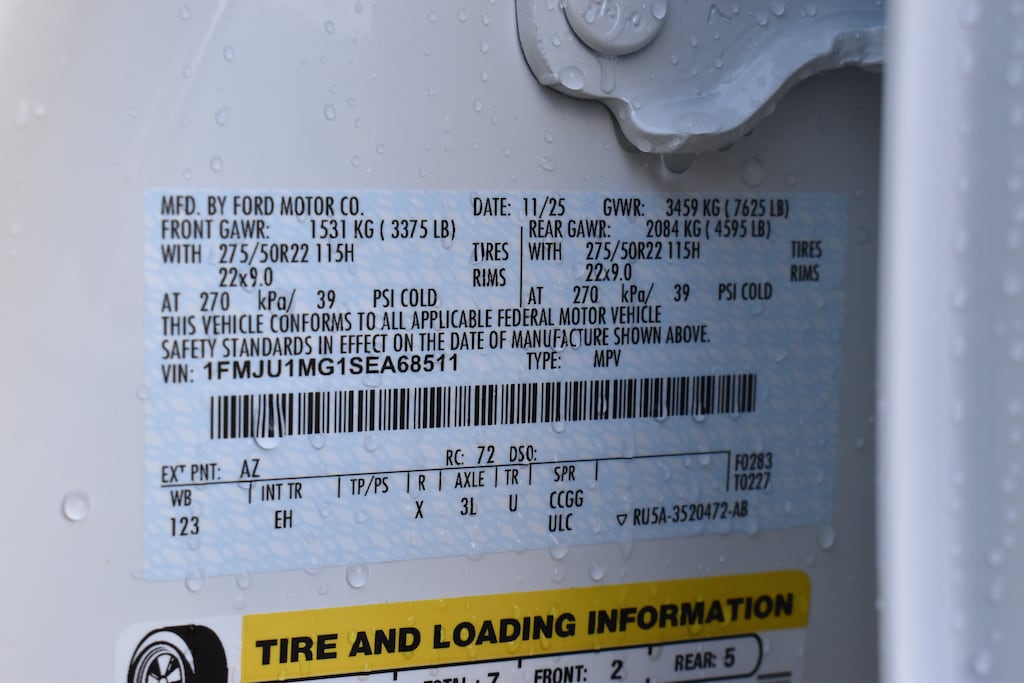 MFD. BY FORD MOTOR CO. DATE: 11/25 GVWR: 3459 KG ( 7625 LB)
FRONT GAWR: 1531 KG ( 3375 LB) REAR GAWR: 2084 KG ( 4595 LB)
WITH 275/50R22 115H TIRES WITH 275/50R22 115H TIRES
22x9.0 RIMS 22x9.0 RIMS
AT 270 kPa/ 39 PSI COLD AT 270 kPa/ 39 PSI COLD
THIS VEHICLE CONFORMS TO ALL APPLICABLE FEDERAL MOTOR VEHICLE
SAFETY STANDARDS IN EFFECT ON THE DATE OF MANUFACTURE SHOWN ABOVE.
VIN: 1FMJU1MG1SEA68511 TYPE: MPV
EXT PNT: AZ RC: 72 DSO: F0283
WB INT TR TP/PS R AXLE TR SPR T0227
123 EH X 3L U CCGG
ULC ▽ RU5A-3520472-AB
TIRE AND LOADING INFORMATION
TOTAL : 7 FRONT: 2 REAR: 5